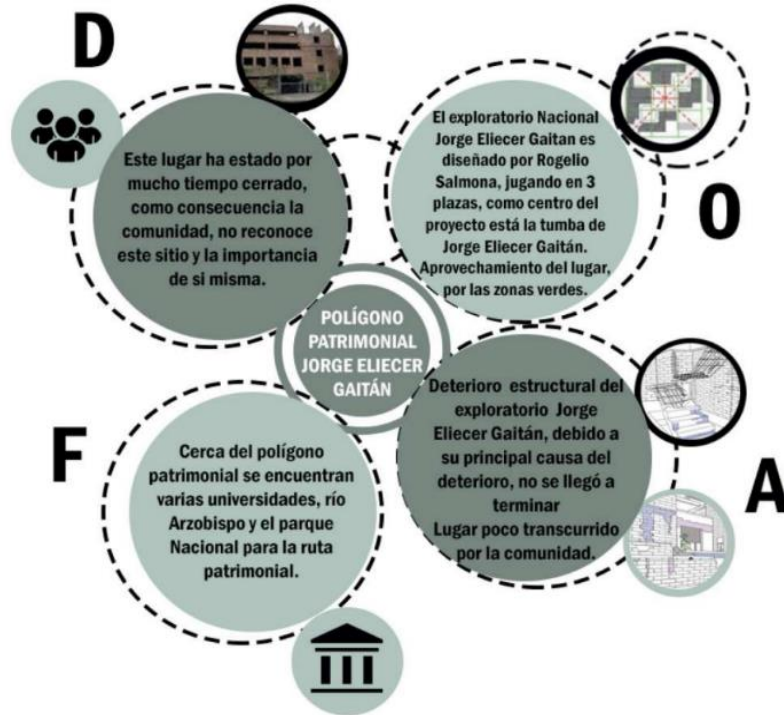 D
Este lugar ha estado por
mucho tiempo cerrado,
como consecuencia la
comunidad, no reconoce
este sitio y la importancia
de si misma.
El exploratorio Nacional
Jorge Eliecer Gaitan es
diseñado por Rogelio
Salmona, jugando en 3
plazas, como centro del
proyecto está la tumba de
Jorge Eliecer Gaitán.
Aprovechamiento del lugar,
por las zonas verdes.
O
POLÍGONO
PATRIMONIAL
JORGE ELIECER
GAITÁN
F
Cerca del polígono
patrimonial se encuentran
varias universidades, río
Arzobispo y el parque
Nacional para la ruta
patrimonial.
Deterioro estructural del
exploratorio Jorge
Eliecer Gaitán, debido a
su principal causa del
deterioro, no se llegó a
terminar
Lugar poco transcurrido
por la comunidad.
A